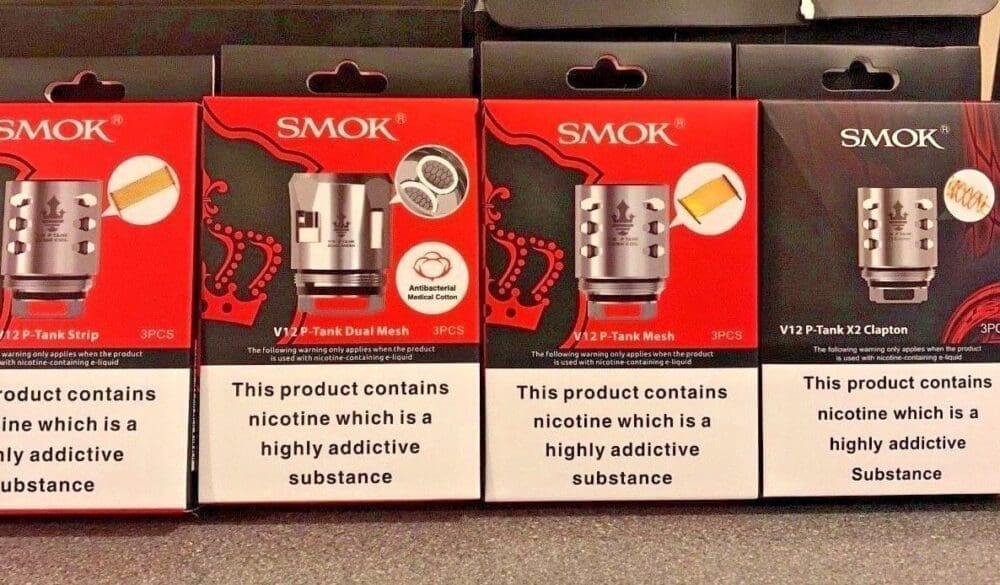 SMOK®
V12 P-Tank Strip 3PCS
warning only applies when the product
with nicotine-containing e-liquid
roduct contains
ine which is a
hly addictive
ubstance
SMOK®
Antibacterial
Medical Cotton
V12 P-Tank Dual Mesh 3PCS
The following warning only applies when the product
is used with nicotine-containing e-liquid
This product contains
nicotine which is a
highly addictive
substance
SMOK®
V12 P-Tank Mesh 3PCS
The following warning only applies when the product
is used with nicotine-containing e-liquid
This product contains
nicotine which is a
highly addictive
substance
SMOK®
V12 P-Tank X2 Clapton 3PC
The following warning only applies when the product
is used with nicotine-containing e-liquid
This product contains
nicotine which is a
highly addictive
Substance